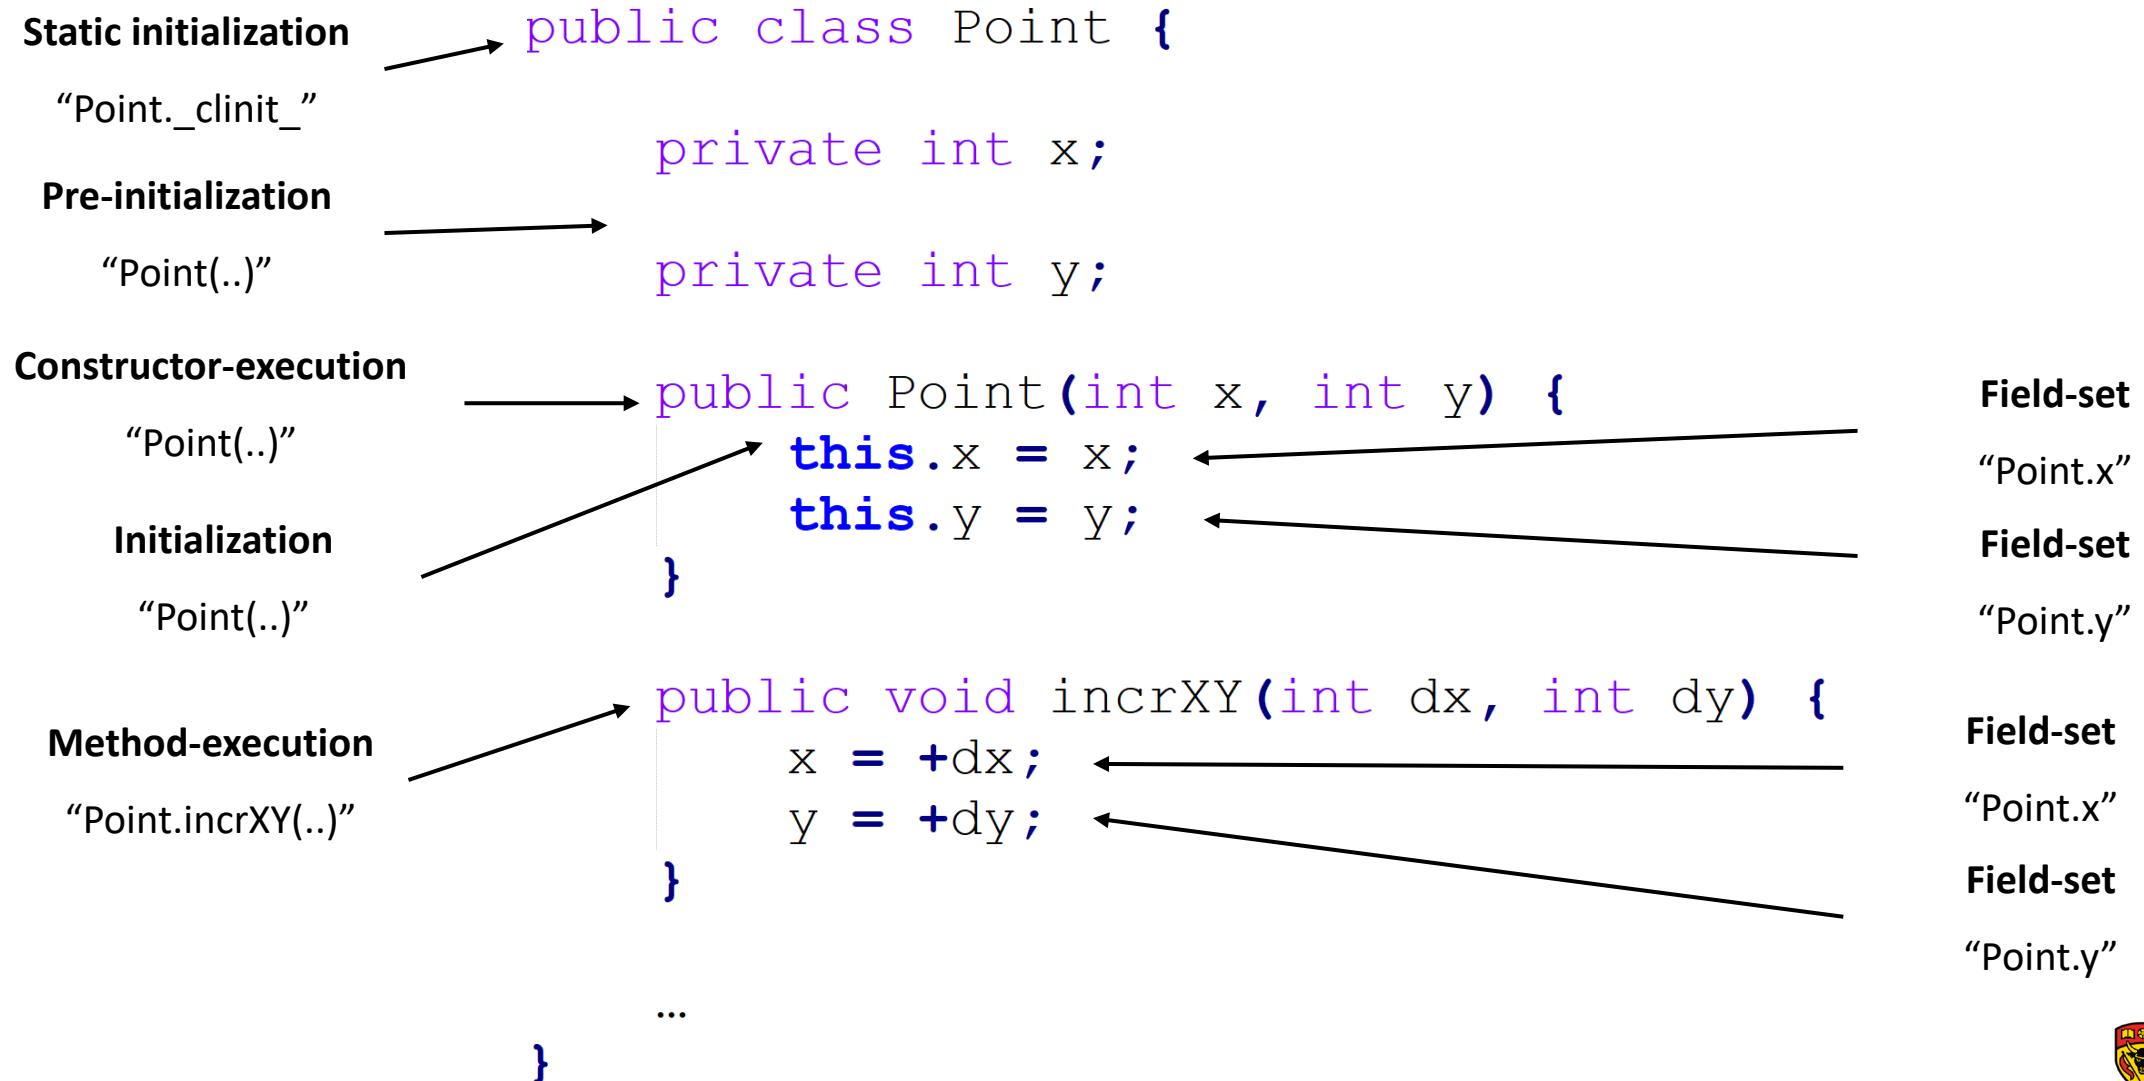 Static initialization
“Point._clinit_”
Pre-initialization
“Point(..)”
Constructor-execution
“Point(..)”
Initialization
“Point(..)”
Method-execution
“Point.incrXY(..)”
public class Point {
private int x;
private int y;
public Point(int x, int y) {
this.x = x;
this.y = y;
}
public void incrXY(int dx, int dy) {
x = +dx;
y = +dy;
}
…
}
Field-set
“Point.x”
Field-set
“Point.y”
Field-set
“Point.x”
Field-set
“Point.y”